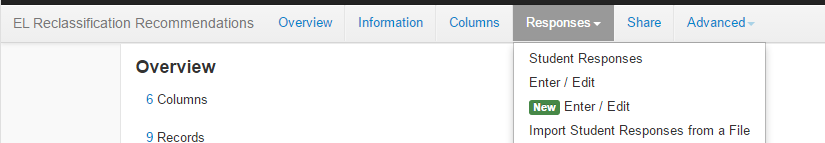 EL Reclassification Recommendations Overview Information Columns Responses Share Advanced
Overview
6 Columns
9 Records
Student Responses
Enter / Edit
New Enter / Edit
Import Student Responses from a File